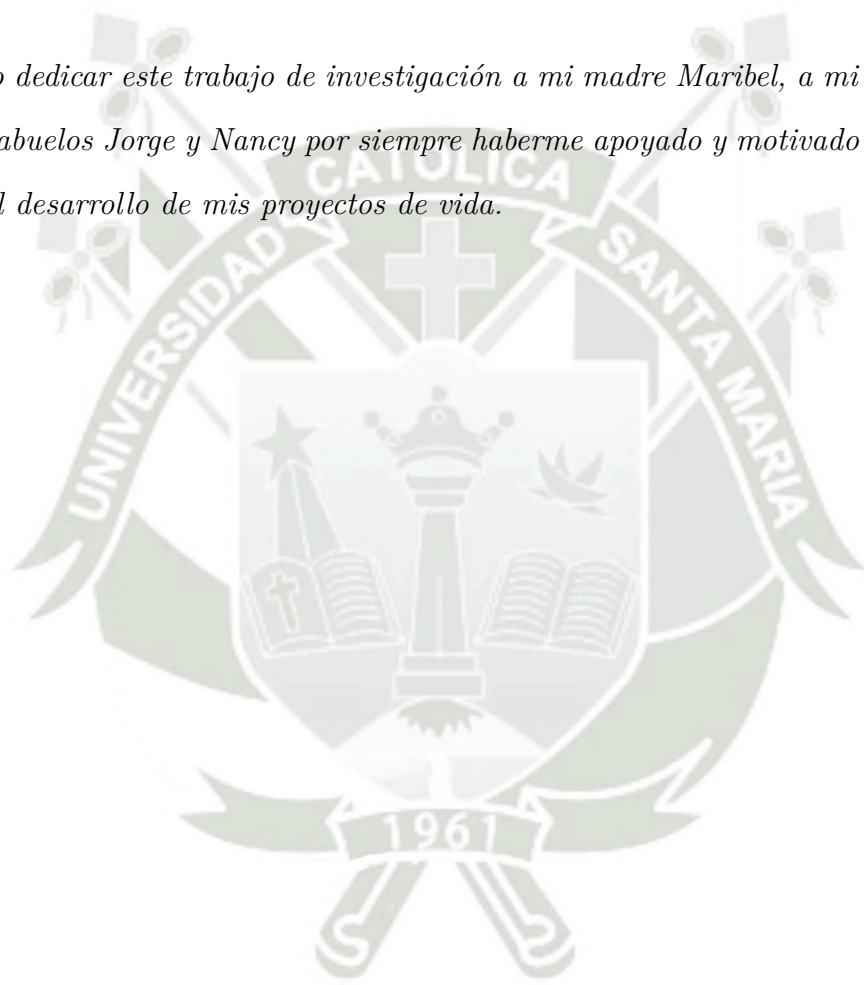 o dedicar este trabajo de investigación a mi madre Maribel, a mi
abuelos Jorge y Nancy por siempre haberme apoyado y motivado
l desarrollo de mis proyectos de vida.
UNIVERSIDAD CATOLICA SANTA MARIA
1961